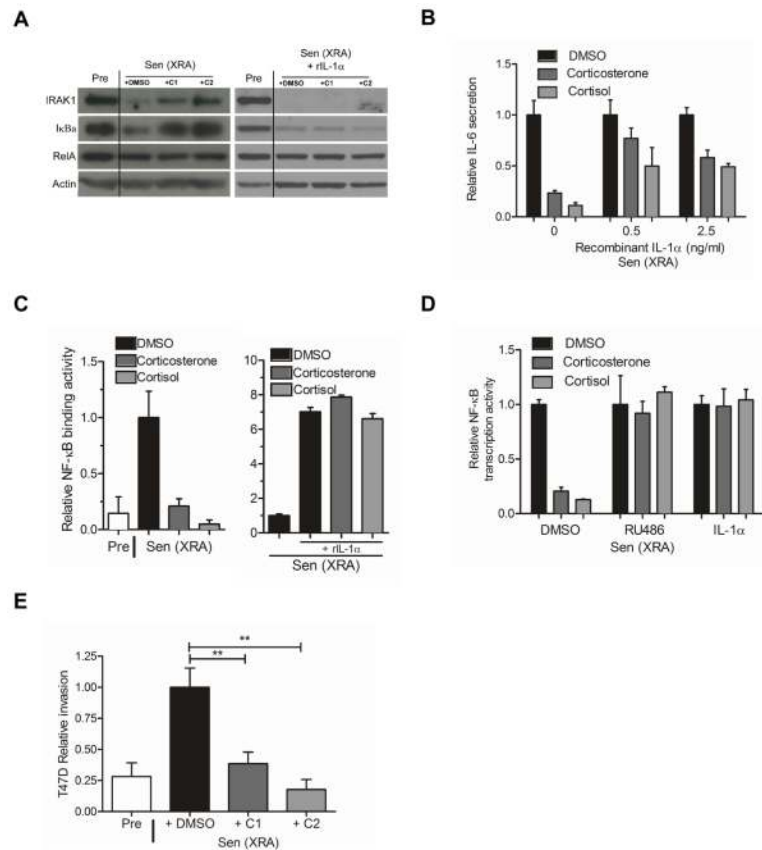 A
Sen (XRA)
Pre
+DMSO
+C1
+C2
Sen (XRA)
+ rIL-1α
Pre
+DMSO
+C1
+C2
IRAK1
IκBα
RelA
Actin
B
Relative IL-6 secretion
1.5
1.0
0.5
0.0
DMSO
Corticosterone
Cortisol
0
0.5
2.5
Recombinant IL-1α (ng/ml)
Sen (XRA)
C
Relative NF-κB binding activity
1.5
1.0
0.5
0.25
0.0
DMSO
Corticosterone
Cortisol
Pre
Sen (XRA)
10
8
6
4
2
0
DMSO
Corticosterone
Cortisol
+ rIL-1α
Sen (XRA)
D
Relative NF-κB
transcription activity
1.5
1.0
0.5
0.0
DMSO
Corticosterone
Cortisol
DMSO
RU486
IL-1α
Sen (XRA)
E
T47D Relative invasion
1.25
1.00
0.75
0.50
0.25
0.00
**
**
Pre
+ DMSO
+ C1
+ C2
Sen (XRA)